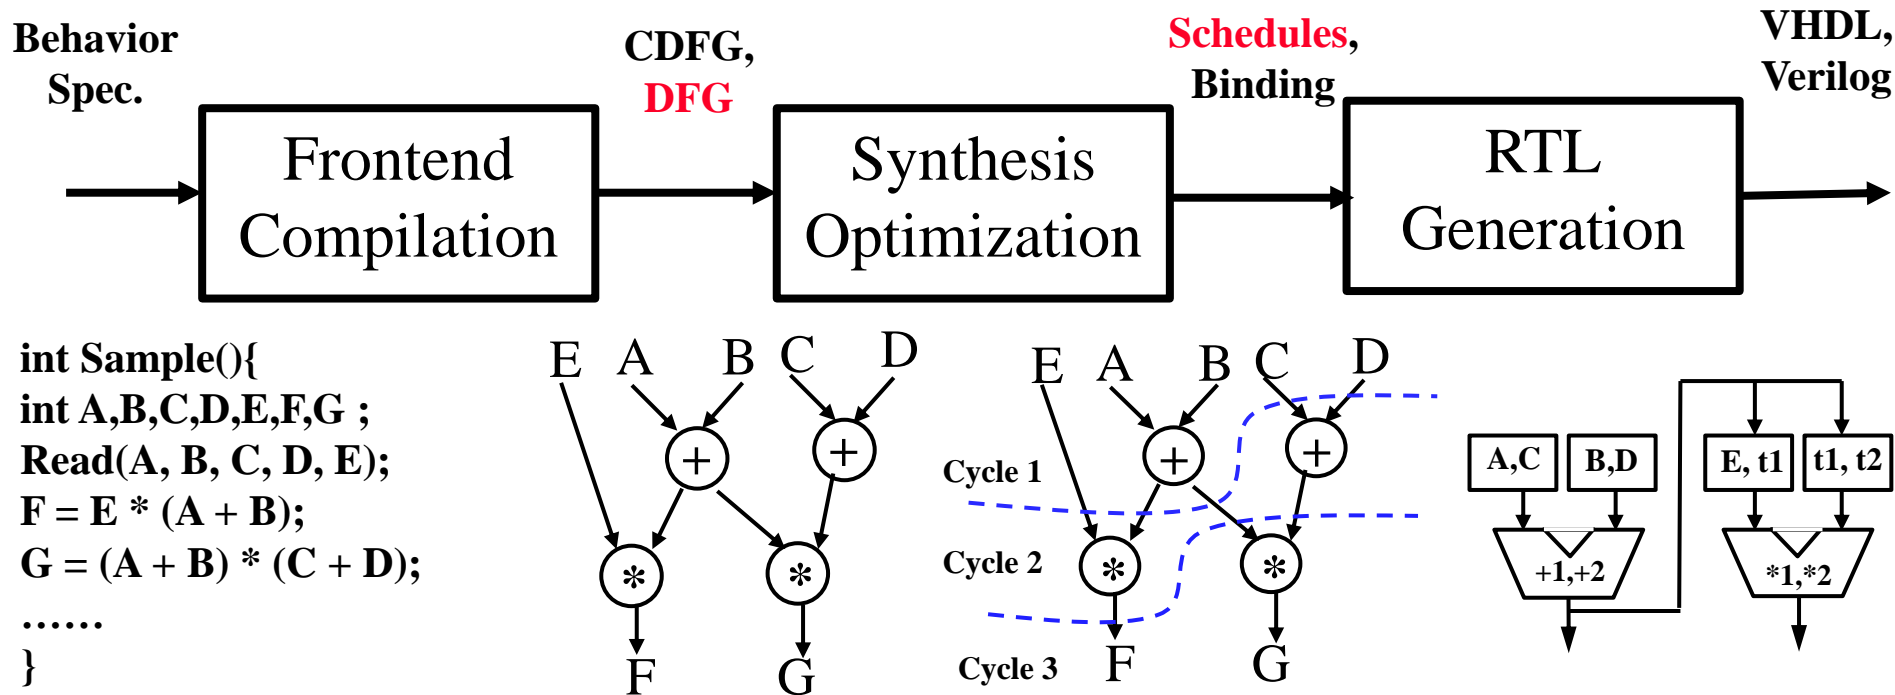 Behavior
Spec.
CDFG,
DFG
Schedules,
Binding
VHDL,
Verilog
Frontend
Compilation
Synthesis
Optimization
RTL
Generation
int Sample(){
int A,B,C,D,E,F,G ;
Read(A, B, C, D, E);
F = E * (A + B);
G = (A + B) * (C + D);
……
}
E A B C D
+ +
* *
F G
E A B C D
+ +
Cycle 1
Cycle 2
* *
Cycle 3
F G
A,C B,D E, t1 t1, t2
+1,+2 *1,*2